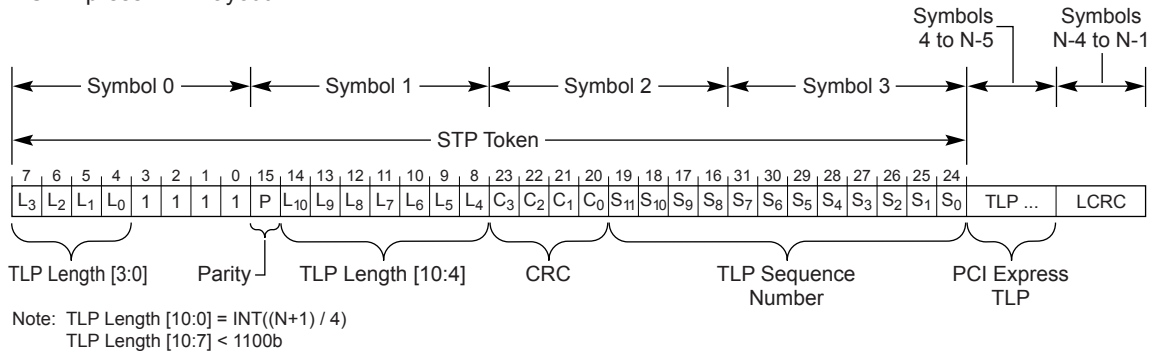 Symbols 4 to N-5
Symbols N-4 to N-1
Symbol 0
Symbol 1
Symbol 2
Symbol 3
STP Token
7 6 5 4 3 2 1 0 15 14 13 12 11 10 9 8 23 22 21 20 19 18 17 16 31 30 29 28 27 26 25 24
L3 L2 L1 L0 1 1 1 1 P L10 L9 L8 L7 L6 L5 L4 C3 C2 C1 C0 S11 S10 S9 S8 S7 S6 S5 S4 S3 S2 S1 S0 TLP ... LCRC
TLP Length [3:0]
Parity
TLP Length [10:4]
CRC
TLP Sequence
Number
PCI Express
TLP
Note: TLP Length [10:0] = INT((N+1) / 4)
TLP Length [10:7] < 1100b